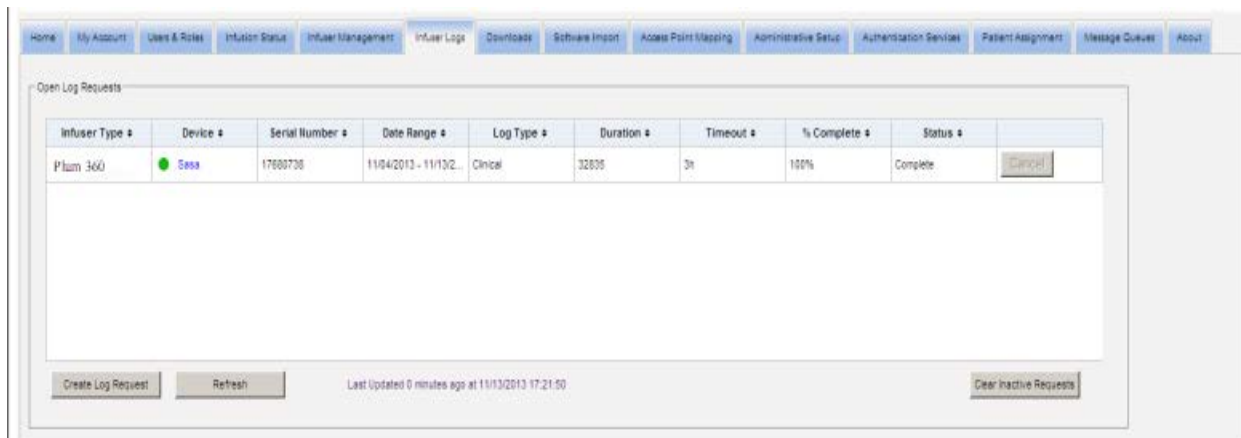 Home My Account Users & Roles Infusion Status Infuser Management Infuser Logs Downloads Software Import Access Point Mapping Administrative Setup Authentication Services Patient Assignment Message Queues About
Open Log Requests
Infuser Type Device Serial Number Date Range Log Type Duration Timeout % Complete Status
Plum 360 Sasa 11/04/2013 - 11/13/2... Clinical 100% Complete Cancel
Create Log Request Refresh Last Updated 0 minutes ago at 11/13/2013 17:21:50 Clear Inactive Requests